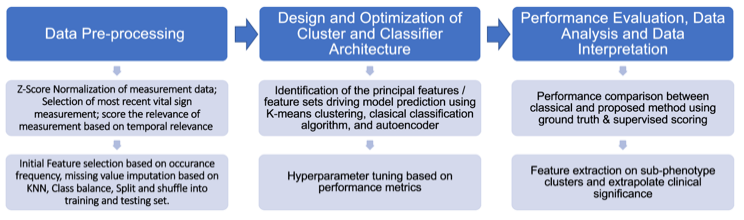 Data Pre-processing
Z-Score Normalization of measurement data;
Selection of most recent vital sign
measurement; score the relevance of
measurement based on temporal relevance
Initial Feature selection based on occurance
frequency, missing value imputation based on
KNN, Class balance, Split and shuffle into
training and testing set.
Design and Optimization of
Cluster and Classifier
Architecture
Identification of the principal features /
feature sets driving model prediction using
K-means clustering, clasical classification
algorithm, and autoencoder
Hyperparameter tuning based on
performance metrics
Performance Evaluation, Data
Analysis and Data
Interpretation
Performance comparison between
classical and proposed method using
ground truth & supervised scoring
Feature extraction on sub-phenotype
clusters and extrapolate clinical
significance